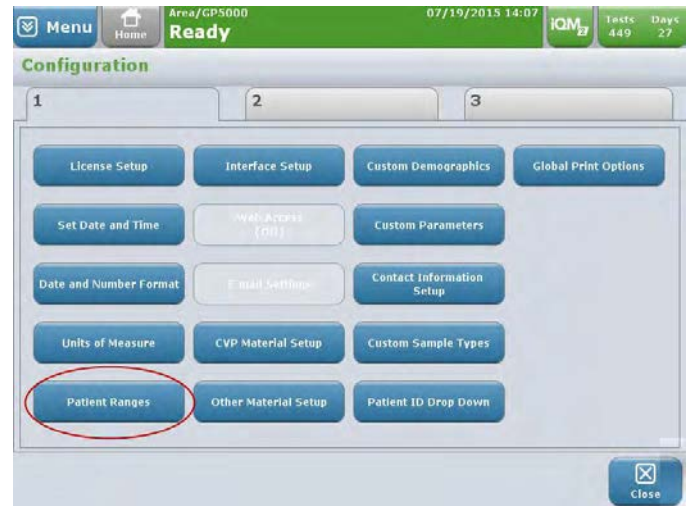 Menu
Home
Area/GP5000
07/19/2015 14:07
Ready
iQM2
Tests
449
Days
27
Configuration
1
2
3
License Setup
Interface Setup
Custom Demographics
Global Print Options
Set Date and Time
Web Access
(Off)
Custom Parameters
Date and Number Format
E-mail Settings
Contact Information
Setup
Units of Measure
CVP Material Setup
Custom Sample Types
Patient Ranges
Other Material Setup
Patient ID Drop Down
Close